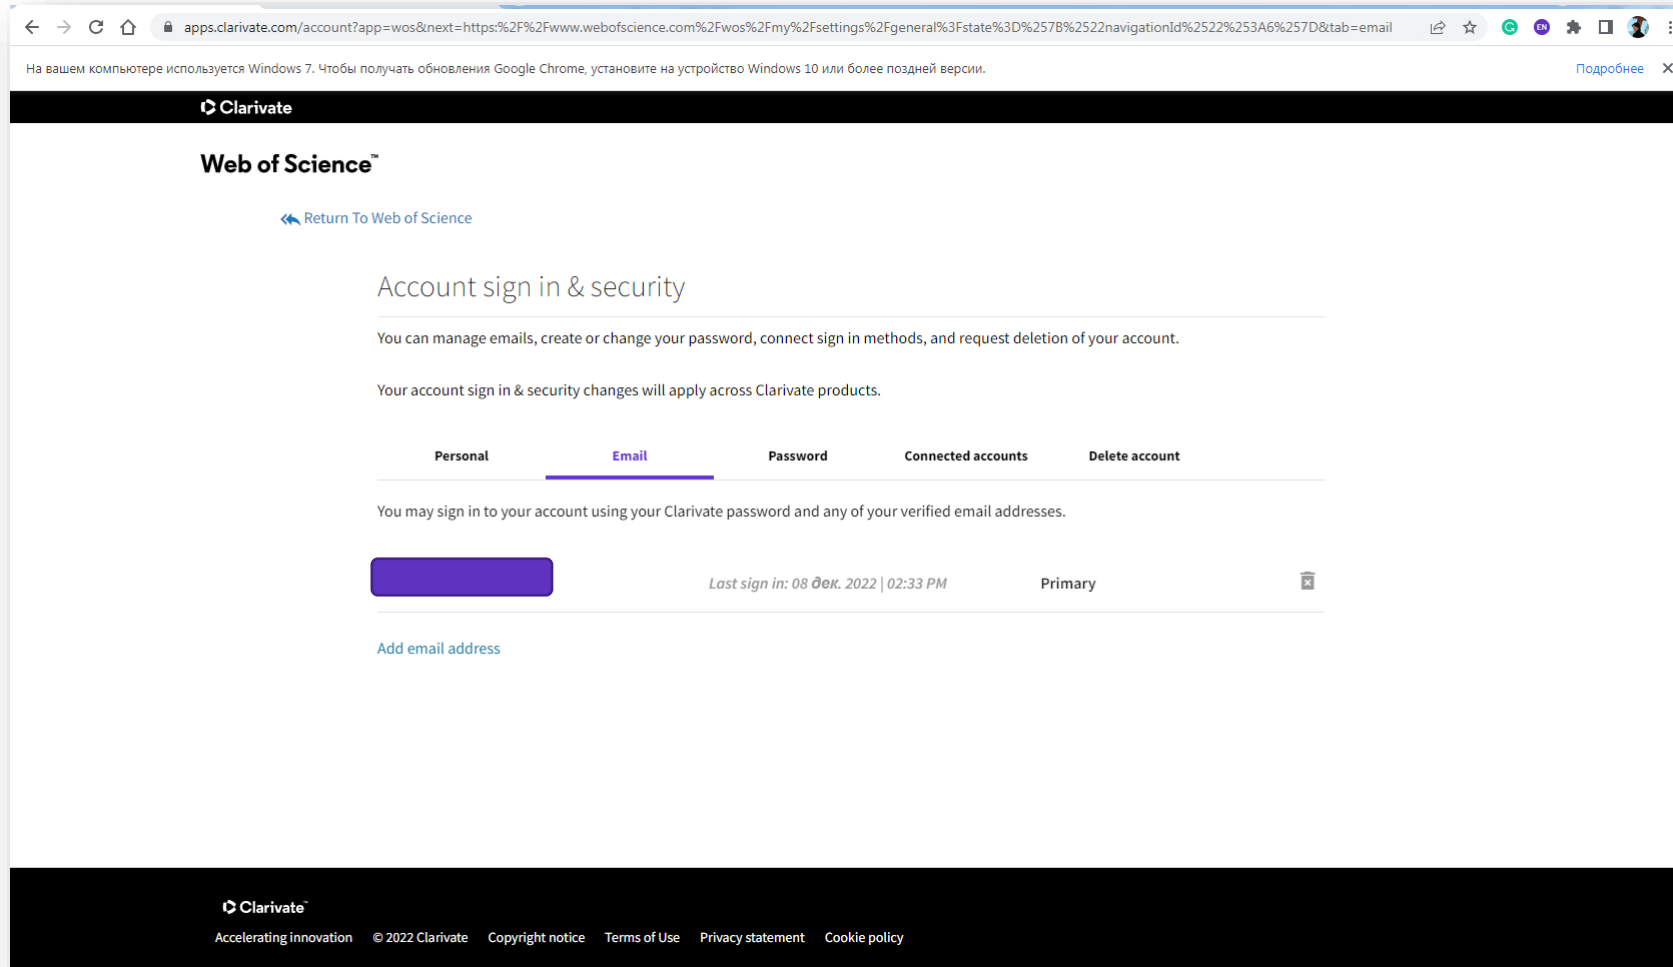 apps.clarivate.com/account?app=wos&next=https:%2F%2Fwww.webofscience.com%2Fwos%2Fmy%2Fsettings%2Fgeneral%3Fstate%3D%257B%2522navigationId%2522%253A6%257D&tab=email
G
EN
На вашем компьютере используется Windows 7. Чтобы получать обновления Google Chrome, установите на устройство Windows 10 или более поздней версии. Подробнее
Clarivate
Web of Science™
Return To Web of Science
Account sign in & security
You can manage emails, create or change your password, connect sign in methods, and request deletion of your account.
Your account sign in & security changes will apply across Clarivate products.
Personal Email Password Connected accounts Delete account
You may sign in to your account using your Clarivate password and any of your verified email addresses.
Last sign in: 08 дек. 2022 | 02:33 PM Primary
Add email address
Clarivate™
Accelerating innovation © 2022 Clarivate Copyright notice Terms of Use Privacy statement Cookie policy